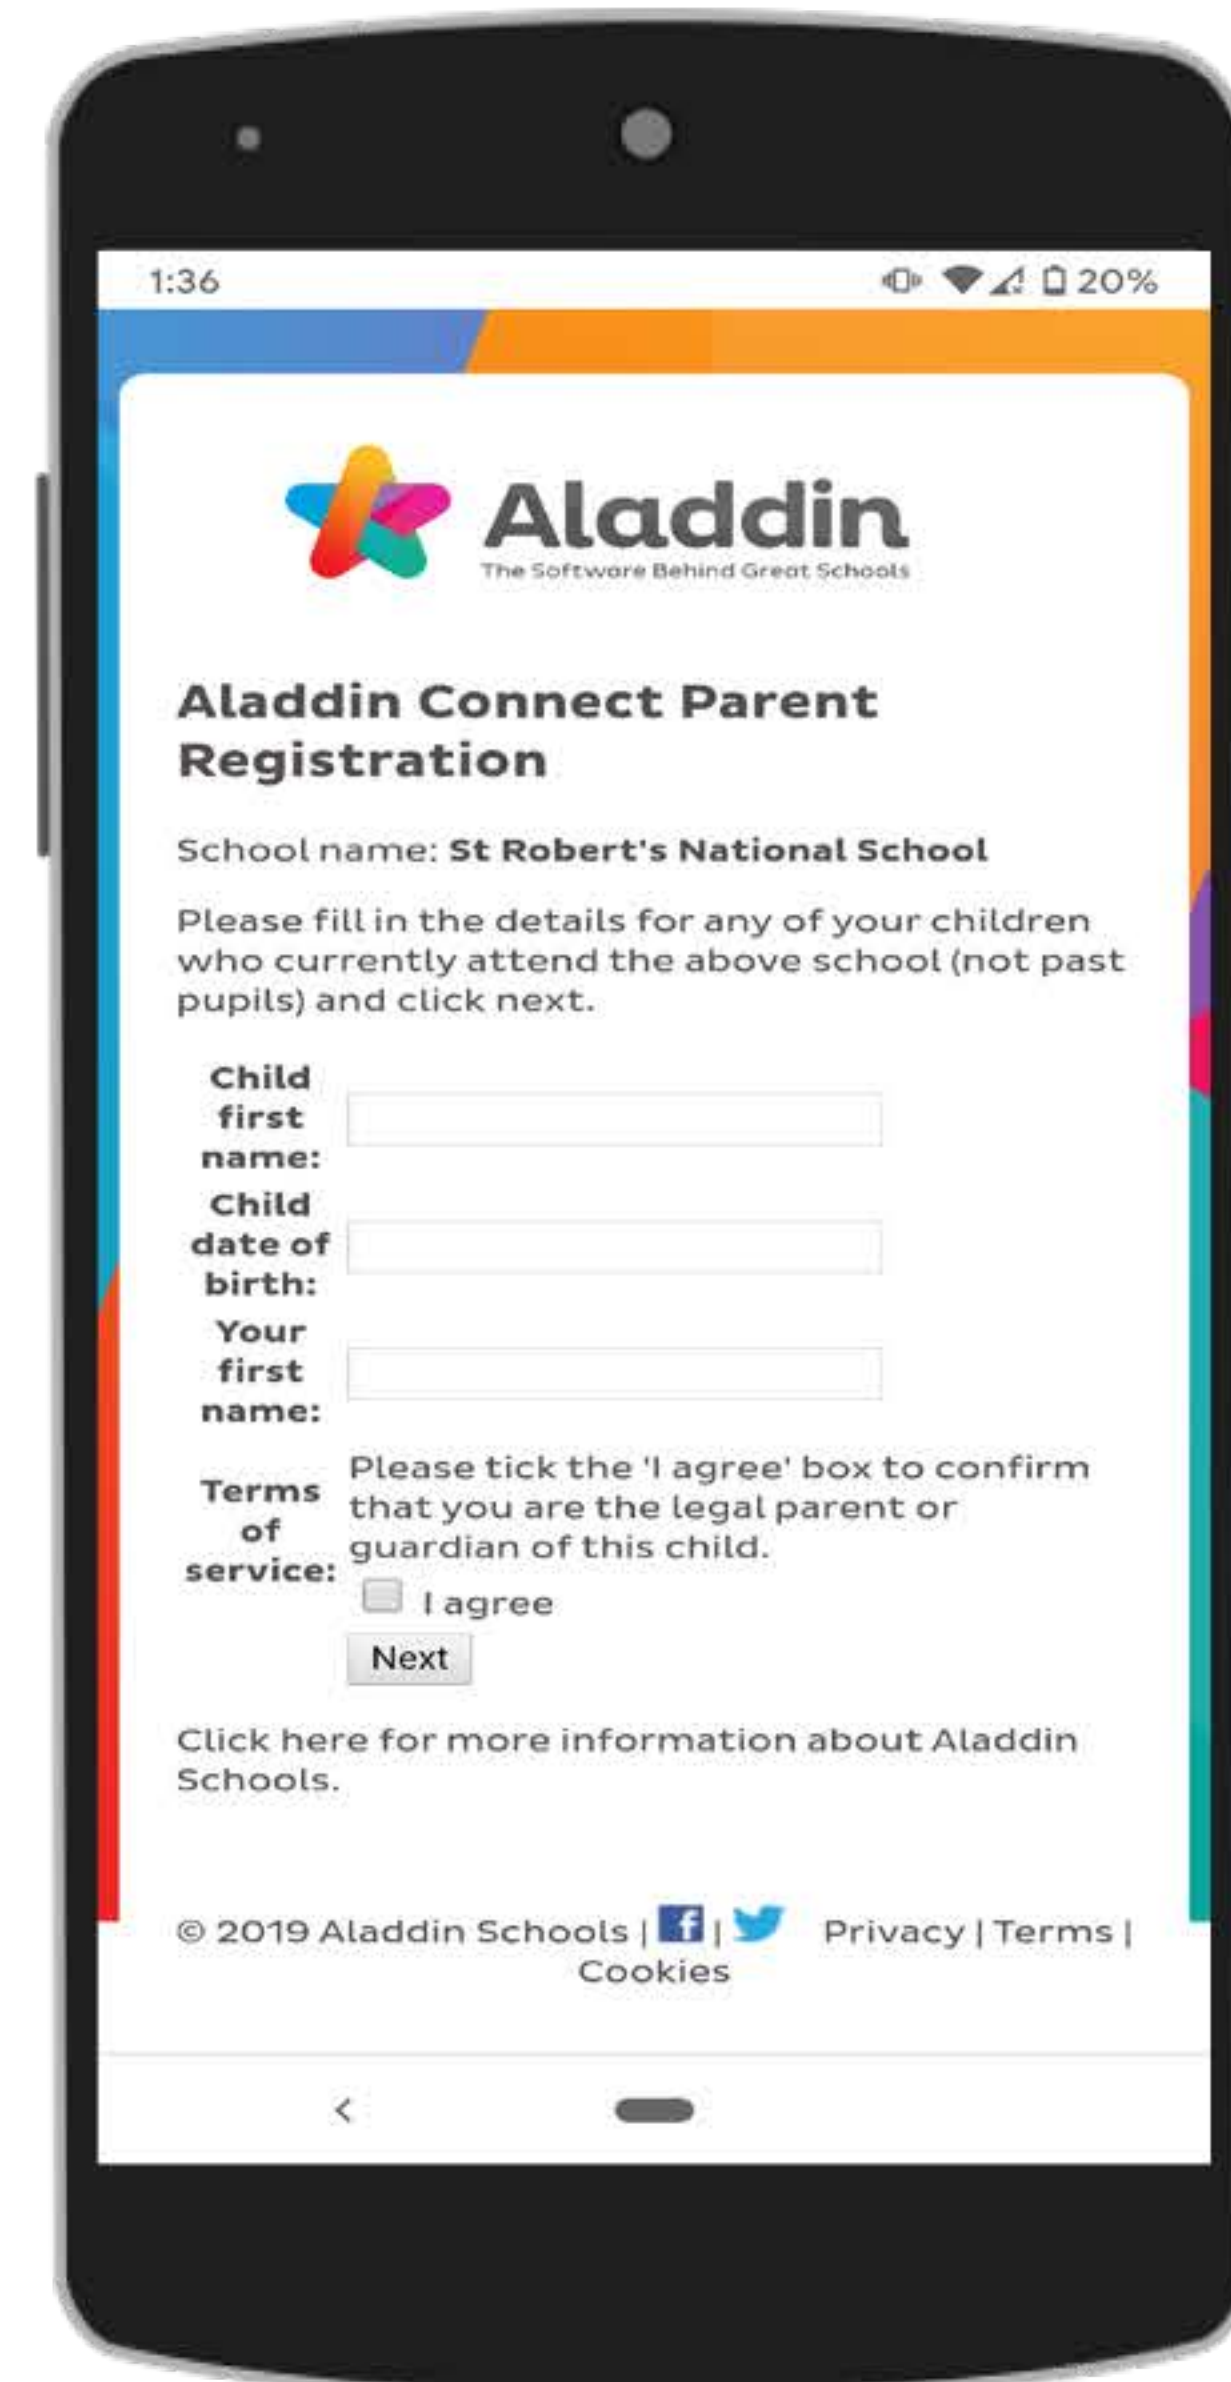 1:36 20%
Aladdin
The Software Behind Great Schools
Aladdin Connect Parent
Registration
School name: St Robert's National School
Please fill in the details for any of your children
who currently attend the above school (not past
pupils) and click next.
Child
first
name:
Child
date of
birth:
Your
first
name:
Terms
of
service:
Please tick the 'I agree' box to confirm
that you are the legal parent or
guardian of this child.
I agree
Next
Click here for more information about Aladdin
Schools.
© 2019 Aladdin Schools | f | Privacy | Terms |
Cookies